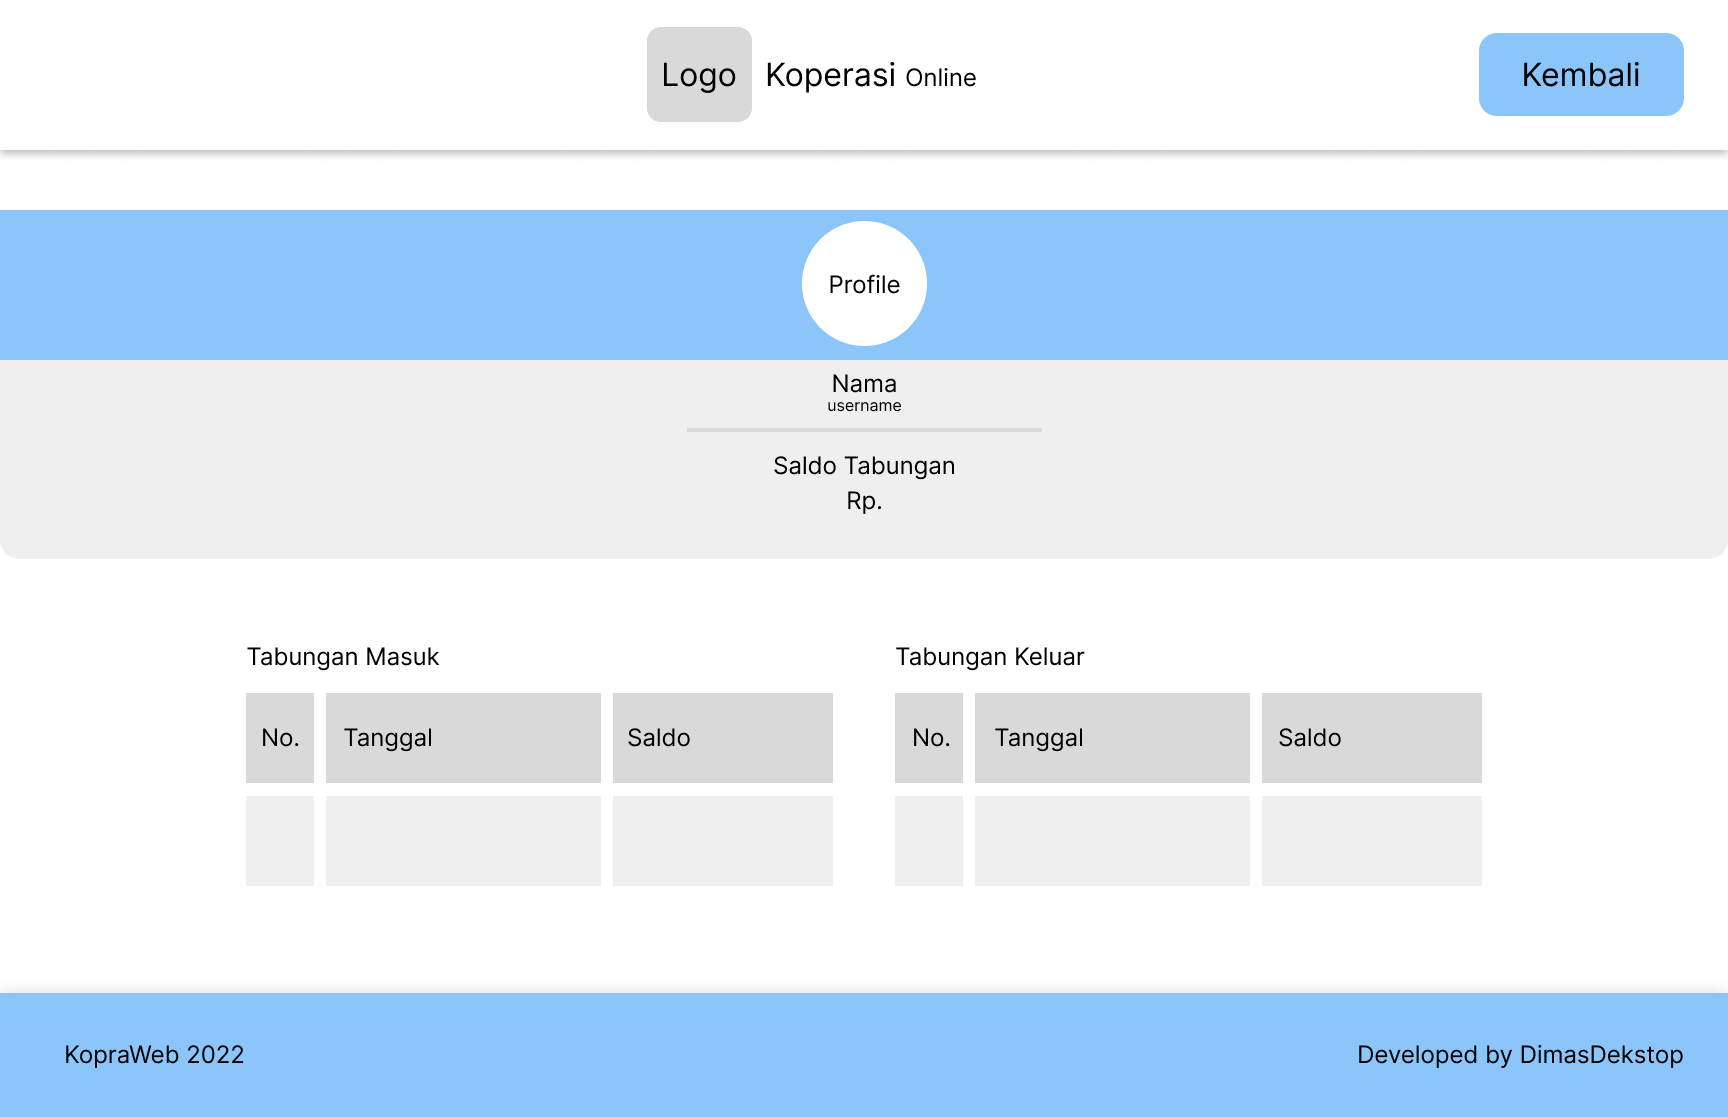 Logo Koperasi Online
Kembali
Profile
Nama
username
Saldo Tabungan
Rp.
Tabungan Masuk
No. Tanggal Saldo
Tabungan Keluar
No. Tanggal Saldo
KopraWeb 2022
Developed by DimasDekstop